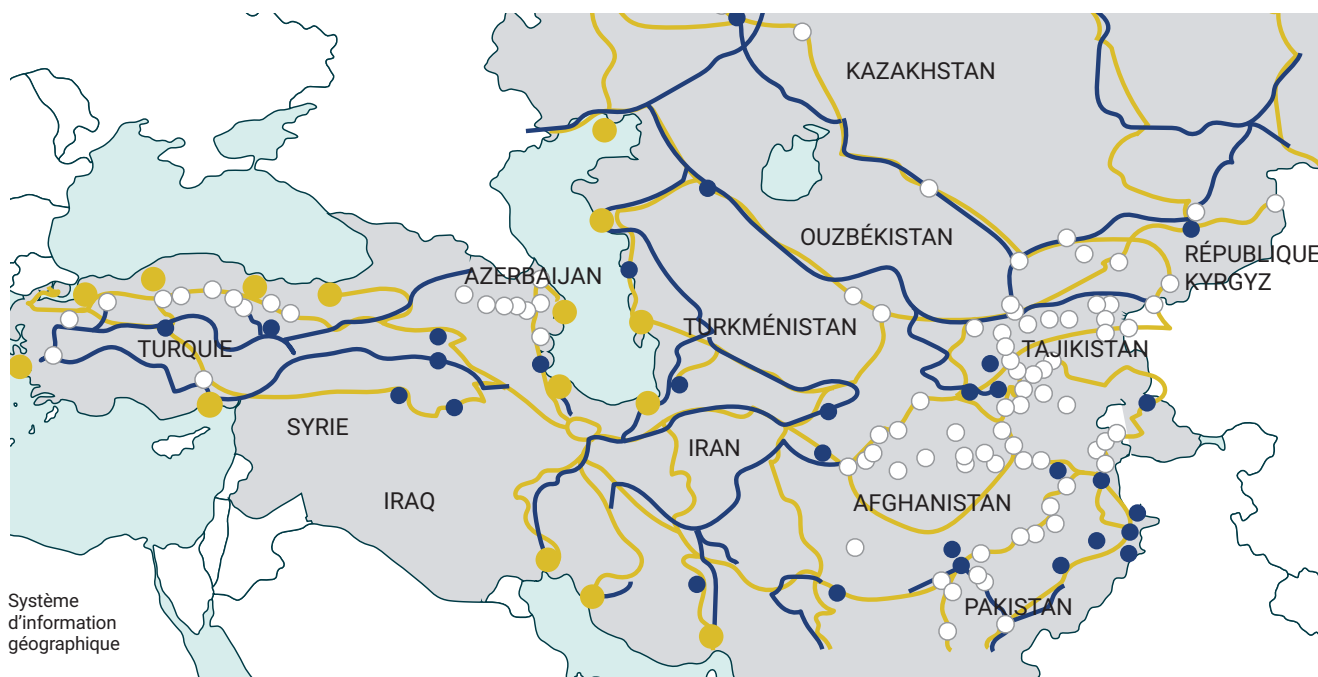 KAZAKHSTAN
OUZBÉKISTAN
RÉPUBLIQUE
KYRGYZ
AZERBAIJAN
TURKMÉNISTAN
TURQUIE
TAJIKISTAN
SYRIE
IRAN
IRAQ
AFGHANISTAN
PAKISTAN
Système
d'information
géographique